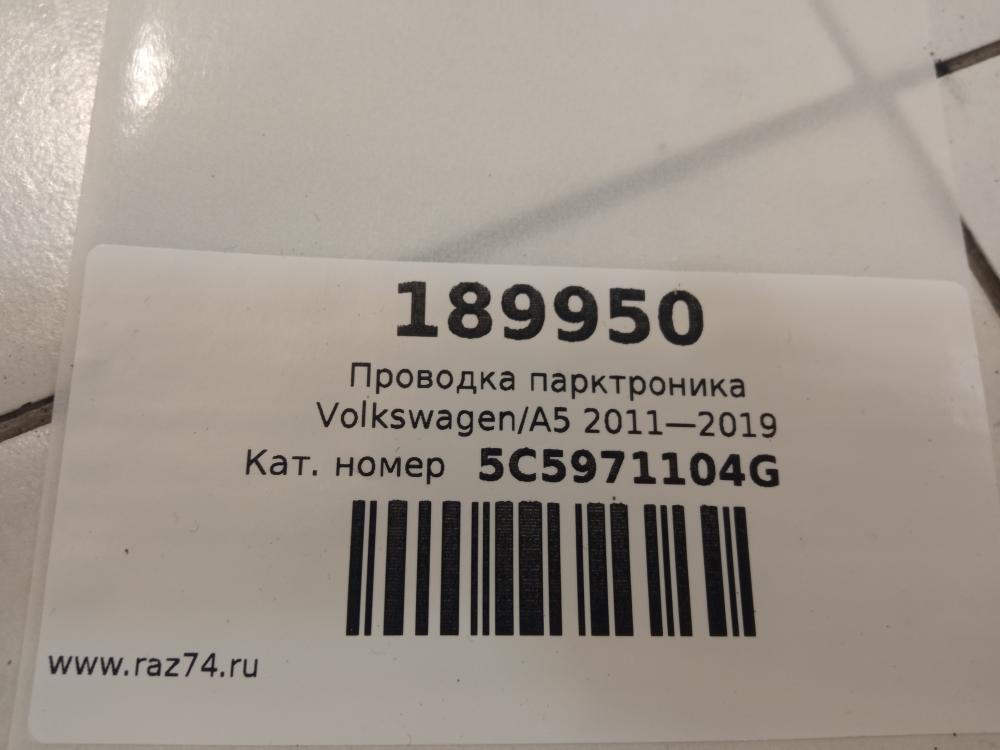 189950
Проводка парктроника
Volkswagen/A5 2011—2019
Кат. номер 5C5971104G
www.raz74.ru